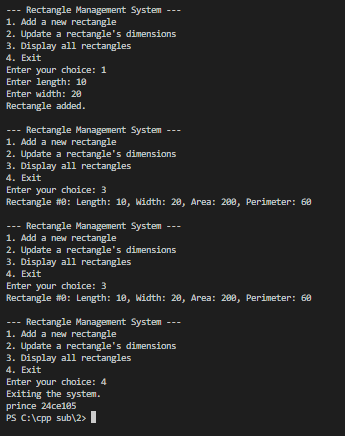 --- Rectangle Management System ---
1. Add a new rectangle
2. Update a rectangle's dimensions
3. Display all rectangles
4. Exit
Enter your choice: 1
Enter length: 10
Enter width: 20
Rectangle added.

--- Rectangle Management System ---
1. Add a new rectangle
2. Update a rectangle's dimensions
3. Display all rectangles
4. Exit
Enter your choice: 3
Rectangle #0: Length: 10, Width: 20, Area: 200, Perimeter: 60

--- Rectangle Management System ---
1. Add a new rectangle
2. Update a rectangle's dimensions
3. Display all rectangles
4. Exit
Enter your choice: 3
Rectangle #0: Length: 10, Width: 20, Area: 200, Perimeter: 60

--- Rectangle Management System ---
1. Add a new rectangle
2. Update a rectangle's dimensions
3. Display all rectangles
4. Exit
Enter your choice: 4
Exiting the system.
prince 24ce105
PS C:\cpp sub\2>